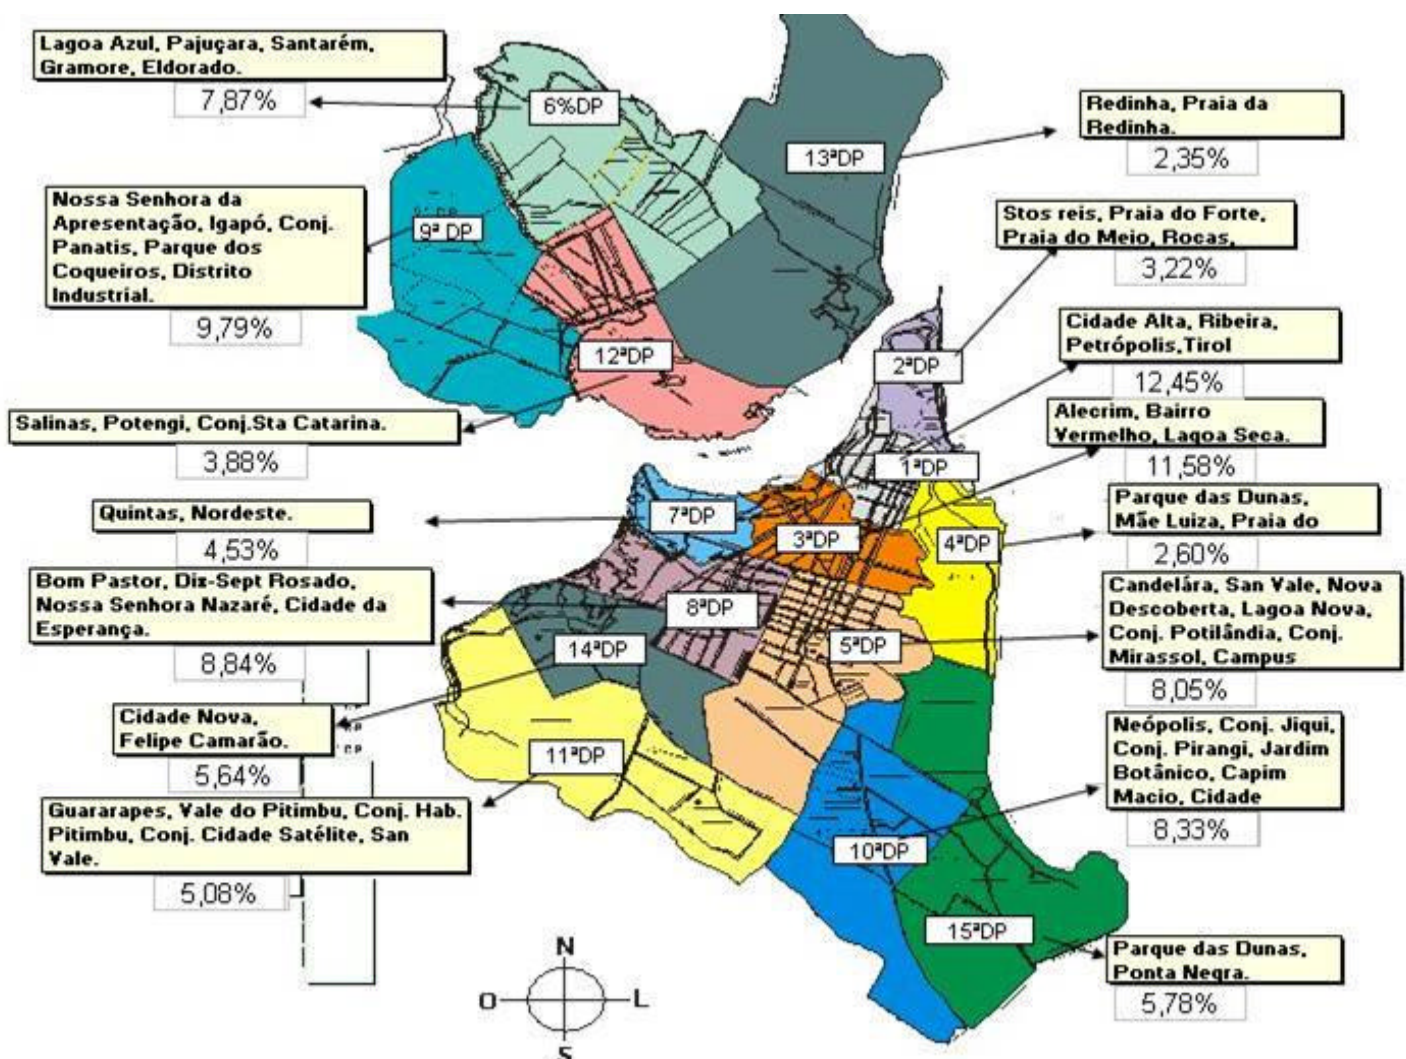 Lagoa Azul, Pajuçara, Santarém,
Gramore, Eldorado.
7,87%
6%DP
Redinha, Praia da
Redinha.
2,35%
13ªDP
Nossa Senhora da
Apresentação, Igapó, Conj.
Panatis, Parque dos
Coqueiros, Distrito
Industrial.
9,79%
9ª DP
Stos reis, Praia do Forte,
Praia do Meio, Rocas,
3,22%
2ªDP
12ªDP
Cidade Alta, Ribeira,
Petrópolis,Tirol
12,45%
1ªDP
Salinas, Potengi, Conj.Sta Catarina.
3,88%
Alecrim, Bairro
Vermelho, Lagoa Seca.
11,58%
3ªDP
Quintas, Nordeste.
4,53%
7ªDP
Parque das Dunas,
Mãe Luiza, Praia do
2,60%
4ªDP
Bom Pastor, Dix-Sept Rosado,
Nossa Senhora Nazaré, Cidade da
Esperança.
8,84%
8ªDP
Candelára, San Vale, Nova
Descoberta, Lagoa Nova,
Conj. Potilândia, Conj.
Mirassol, Campus
8,05%
5ªDP
14ªDP
Cidade Nova,
Felipe Camarão.
5,64%
11ªDP
Neópolis, Conj. Jiqui,
Conj. Pirangi, Jardim
Botânico, Capim
Macio, Cidade
8,33%
10ªDP
Guararapes, Vale do Pitimbu, Conj. Hab.
Pitimbu, Conj. Cidade Satélite, San
Vale.
5,08%
15ªDP
Parque das Dunas,
Ponta Negra.
5,78%
N
O
L
S